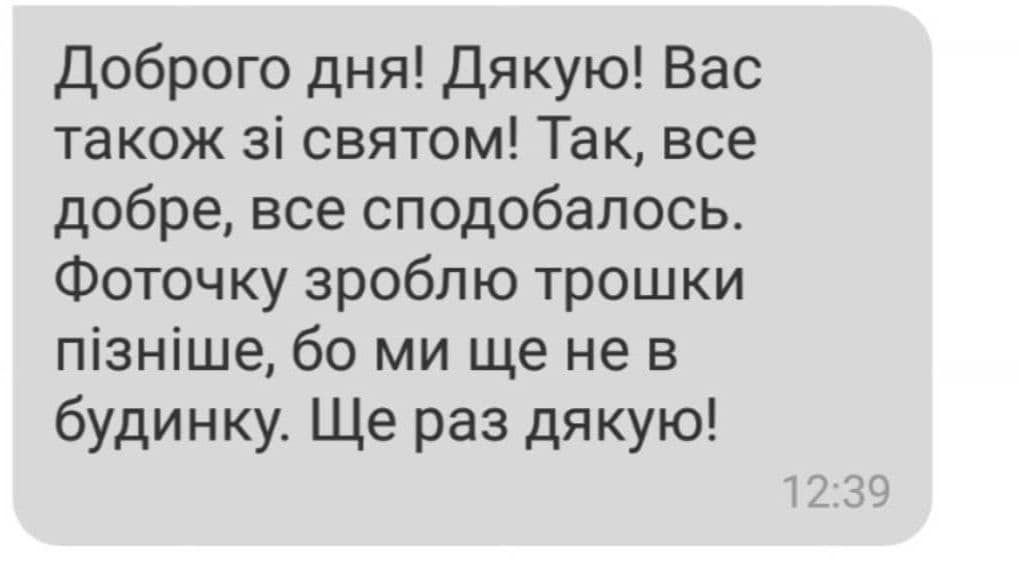 Доброго дня! Дякую! Вас
також зі святом! Так, все
добре, все сподобалось.
Фоточку зроблю трошки
пізніше, бо ми ще не в
будинку. Ще раз дякую!
12:39